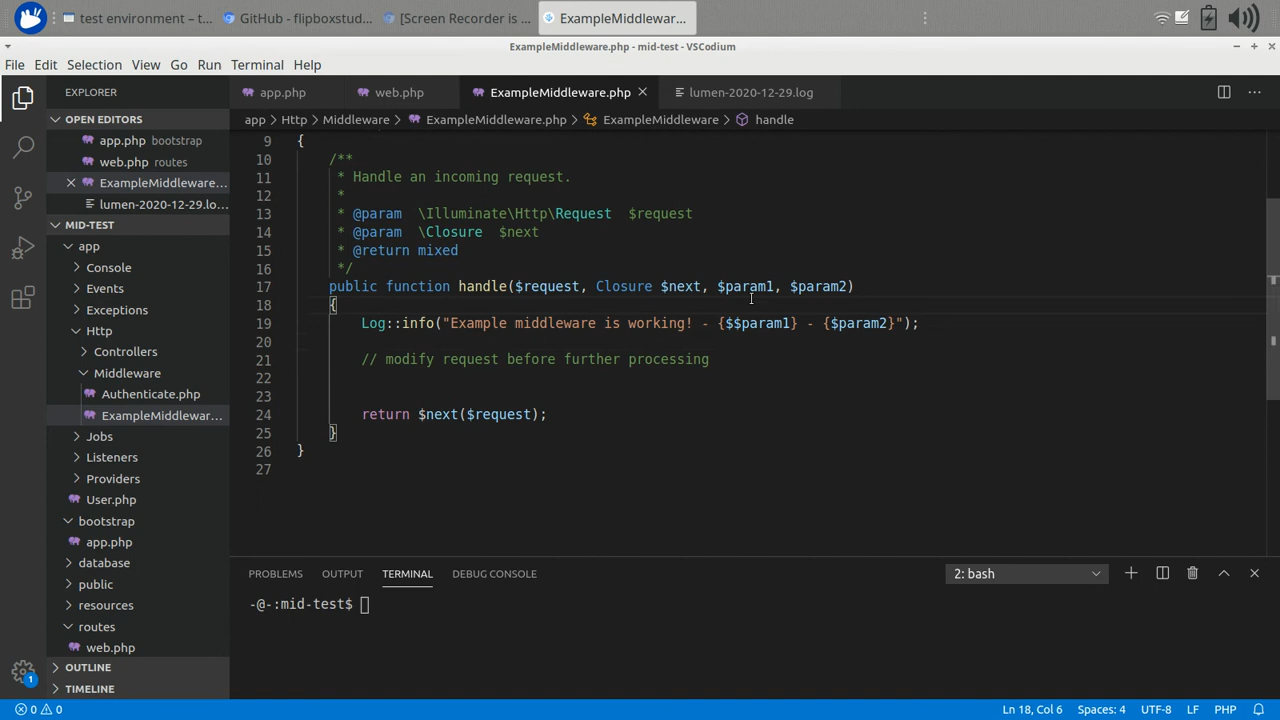 test environment – t...
GitHub - flipboxstud...
[Screen Recorder is ...
ExampleMiddlewar...
ExampleMiddleware.php - mid-test - VSCodium
File Edit Selection View Go Run Terminal Help
EXPLORER
app.php
web.php
ExampleMiddleware.php
lumen-2020-12-29.log
OPEN EDITORS
app > Http > Middleware > ExampleMiddleware.php > ExampleMiddleware > handle
app.php bootstrap
web.php routes
ExampleMiddleware...
lumen-2020-12-29.lo...
MID-TEST
app
Console
Events
Exceptions
Http
Controllers
Middleware
Authenticate.php
ExampleMiddlewar...
Jobs
Listeners
Providers
User.php
bootstrap
app.php
database
public
resources
routes
web.php
OUTLINE
TIMELINE
9 {
10 /**
11 * Handle an incoming request.
12 *
13 * @param \Illuminate\Http\Request $request
14 * @param \Closure $next
15 * @return mixed
16 */
17 public function handle($request, Closure $next, $param1, $param2)
18 {
19 Log::info("Example middleware is working! - {$$param1} - {$param2}");
20
21 // modify request before further processing
22
23
24 return $next($request);
25 }
26 }
27
PROBLEMS OUTPUT TERMINAL DEBUG CONSOLE
2: bash
-@-:mid-test$
1
0 0
Ln 18, Col 6 Spaces: 4 UTF-8 LF PHP